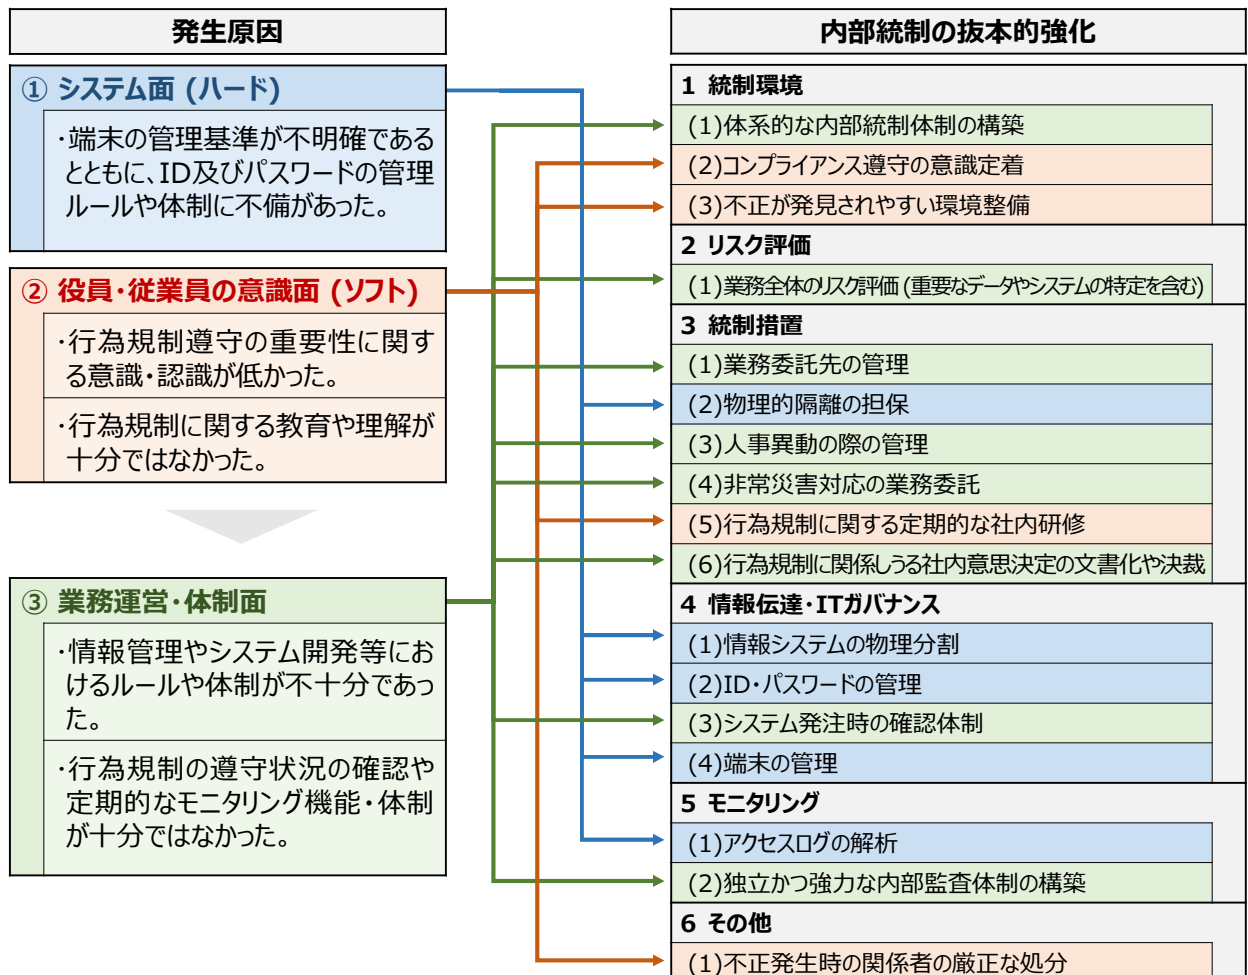 発生原因
① システム面 (ハード)
・端末の管理基準が不明確である
とともに、ID及びパスワードの管理
ルールや体制に不備があった。
② 役員・従業員の意識面 (ソフト)
・行為規制遵守の重要性に関す
る意識・認識が低かった。
・行為規制に関する教育や理解が
十分ではなかった。
③ 業務運営・体制面
・情報管理やシステム開発等にお
けるルールや体制が不十分であっ
た。
・行為規制の遵守状況の確認や
定期的なモニタリング機能・体制
が十分ではなかった。
内部統制の抜本的強化
1 統制環境
(1)体系的な内部統制体制の構築
(2)コンプライアンス遵守の意識定着
(3)不正が発見されやすい環境整備
2 リスク評価
(1)業務全体のリスク評価 (重要なデータやシステムの特定を含む)
3 統制措置
(1)業務委託先の管理
(2)物理的隔離の担保
(3)人事異動の際の管理
(4)非常災害対応の業務委託
(5)行為規制に関する定期的な社内研修
(6)行為規制に関係しうる社内意思決定の文書化や決裁
4 情報伝達・ITガバナンス
(1)情報システムの物理分割
(2)ID・パスワードの管理
(3)システム発注時の確認体制
(4)端末の管理
5 モニタリング
(1)アクセスログの解析
(2)独立かつ強力な内部監査体制の構築
6 その他
(1)不正発生時の関係者の厳正な処分